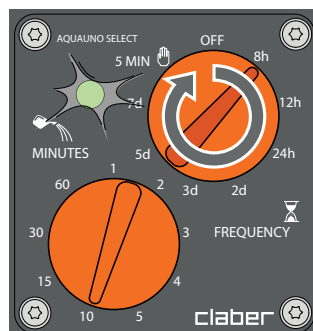 AQUAUNO SELECT
OFF
5 MIN
8h
7d
12h
5d
24h
3d
2d
MINUTES
FREQUENCY
1
60
2
30
3
15
4
10
5
claber